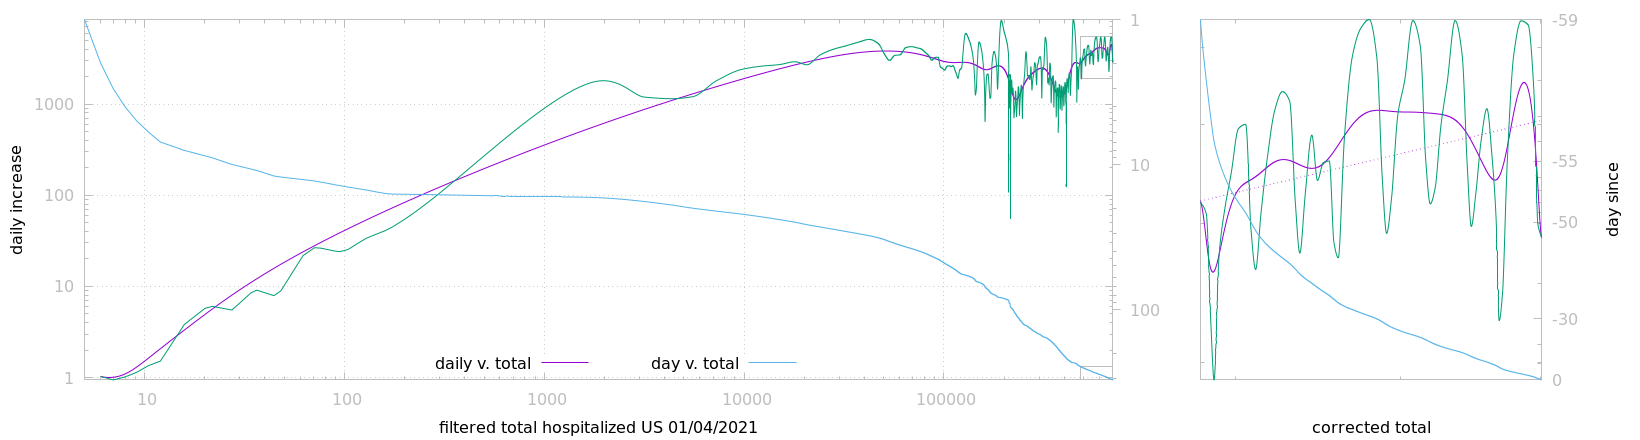 1
-59
1000
daily increase
10
-55
day since
100
-50
10
100
-30
daily v. total
day v. total
1
0
10
100
1000
10000
100000
filtered total hospitalized US 01/04/2021
corrected total